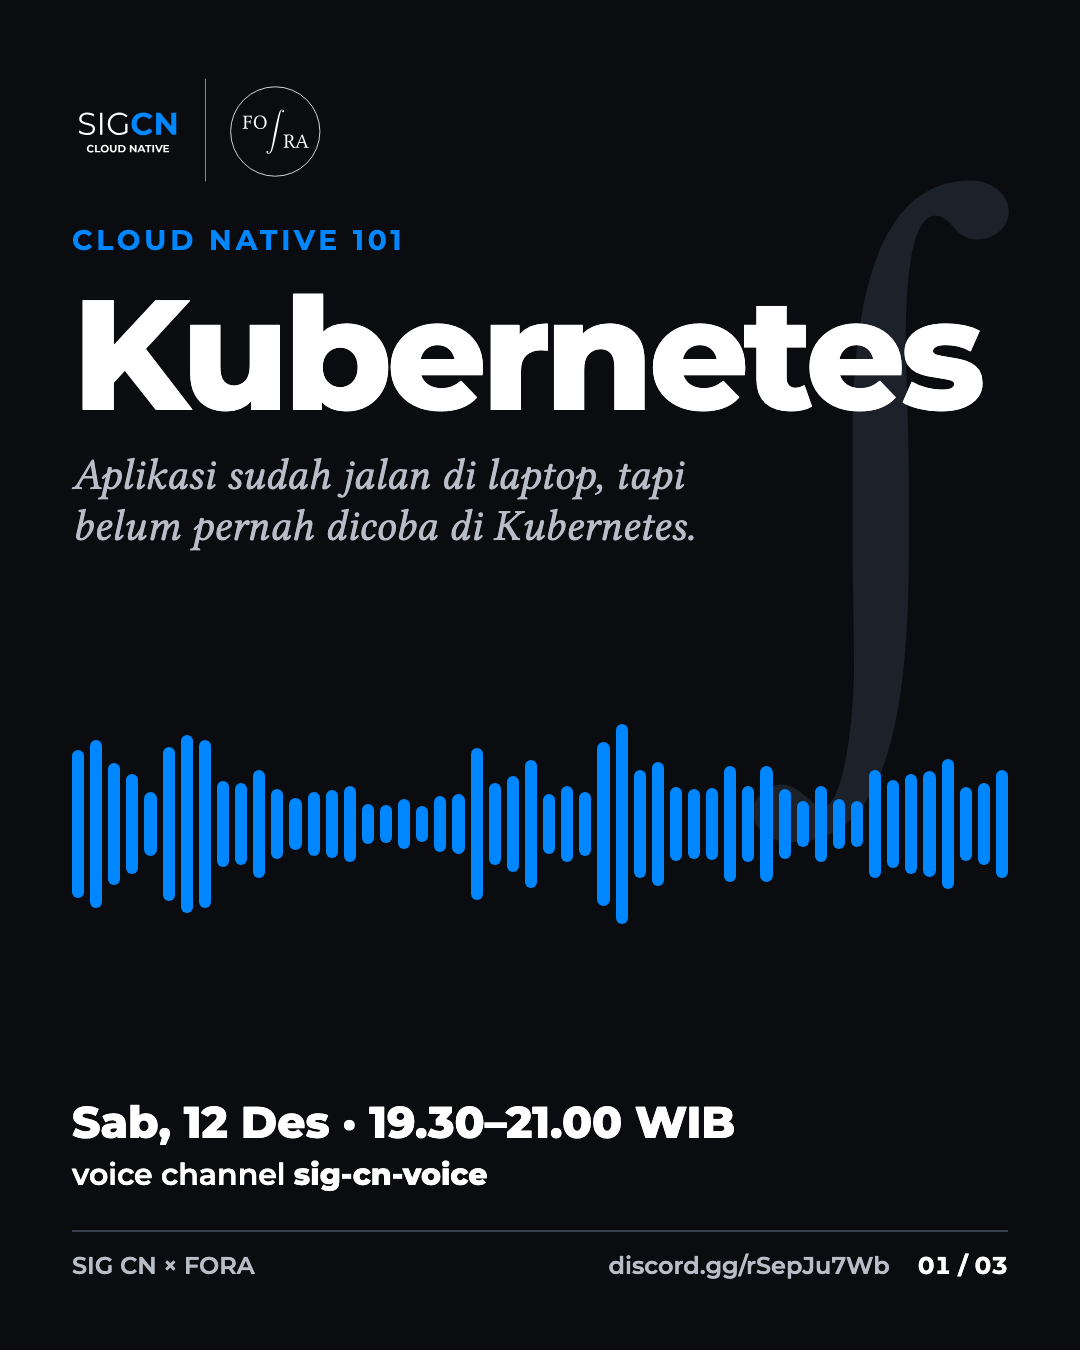 SIGCN
CLOUD NATIVE
FO∫RA
CLOUD NATIVE 101
Kubernetes
Aplikasi sudah jalan di laptop, tapi
belum pernah dicoba di Kubernetes.
Sab, 12 Des • 19.30–21.00 WIB
voice channel sig-cn-voice
SIG CN × FORA
discord.gg/rSepJu7Wb 01 / 03